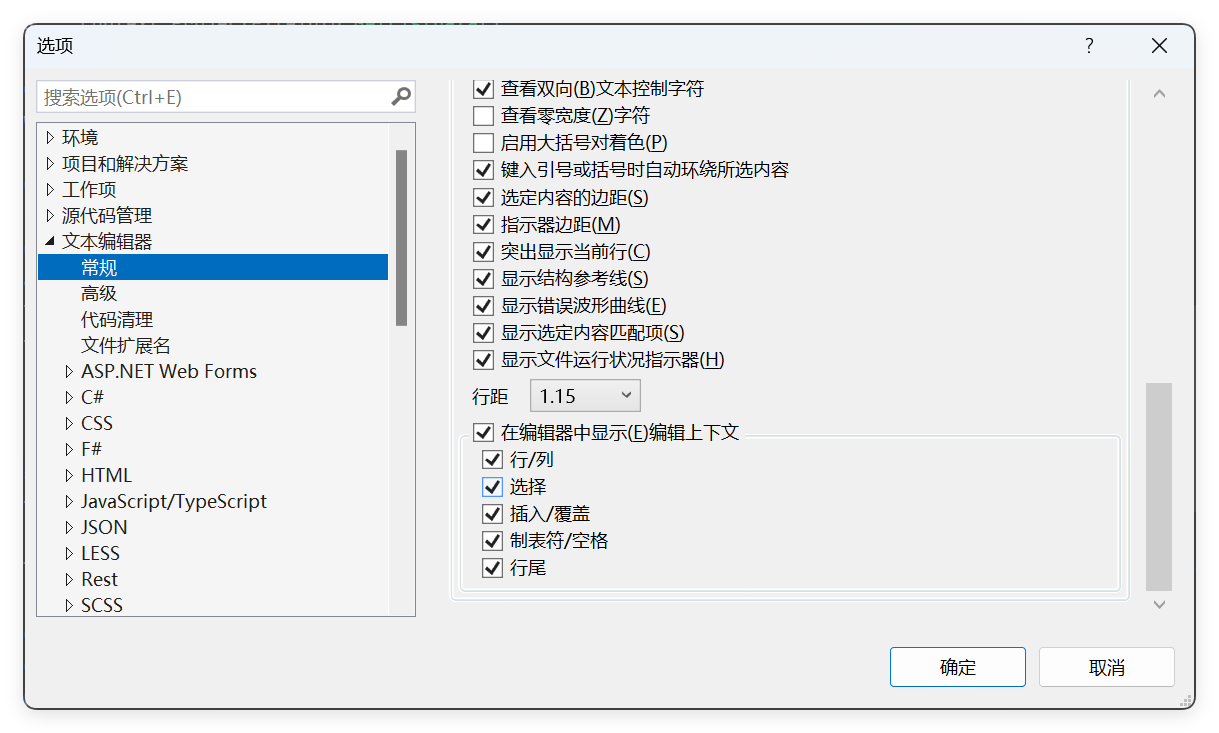 选项
?
搜索选项(Ctrl+E)
环境
项目和解决方案
工作项
源代码管理
文本编辑器
常规
高级
代码清理
文件扩展名
ASP.NET Web Forms
C#
CSS
F#
HTML
JavaScript/TypeScript
JSON
LESS
Rest
SCSS
查看双向(B)文本控制字符
查看零宽度(Z)字符
启用大括号对着色(P)
键入引号或括号时自动环绕所选内容
选定内容的边距(S)
指示器边距(M)
突出显示当前行(C)
显示结构参考线(S)
显示错误波形曲线(E)
显示选定内容匹配项(S)
显示文件运行状况指示器(H)
行距 1.15
在编辑器中显示(E)编辑上下文
行/列
选择
插入/覆盖
制表符/空格
行尾
确定 取消